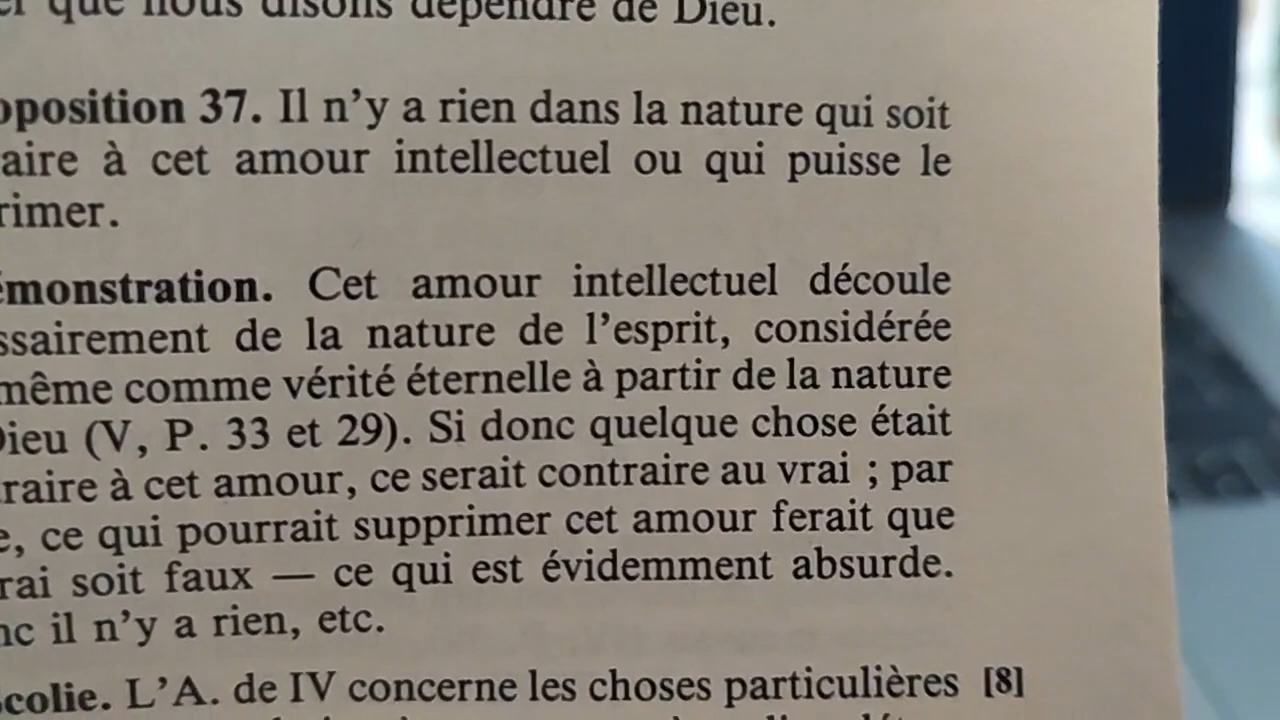 que nous disons dépendre de Dieu.
oposition 37. Il n'y a rien dans la nature qui soit
aire à cet amour intellectuel ou qui puisse le
rimer.
émonstration. Cet amour intellectuel découle
ssairement de la nature de l'esprit, considérée
même comme vérité éternelle à partir de la nature
Dieu (V, P. 33 et 29). Si donc quelque chose était
raire à cet amour, ce serait contraire au vrai ; par
e, ce qui pourrait supprimer cet amour ferait que
rai soit faux — ce qui est évidemment absurde.
nc il n'y a rien, etc.
colie. L'A. de IV concerne les choses particulières [8]